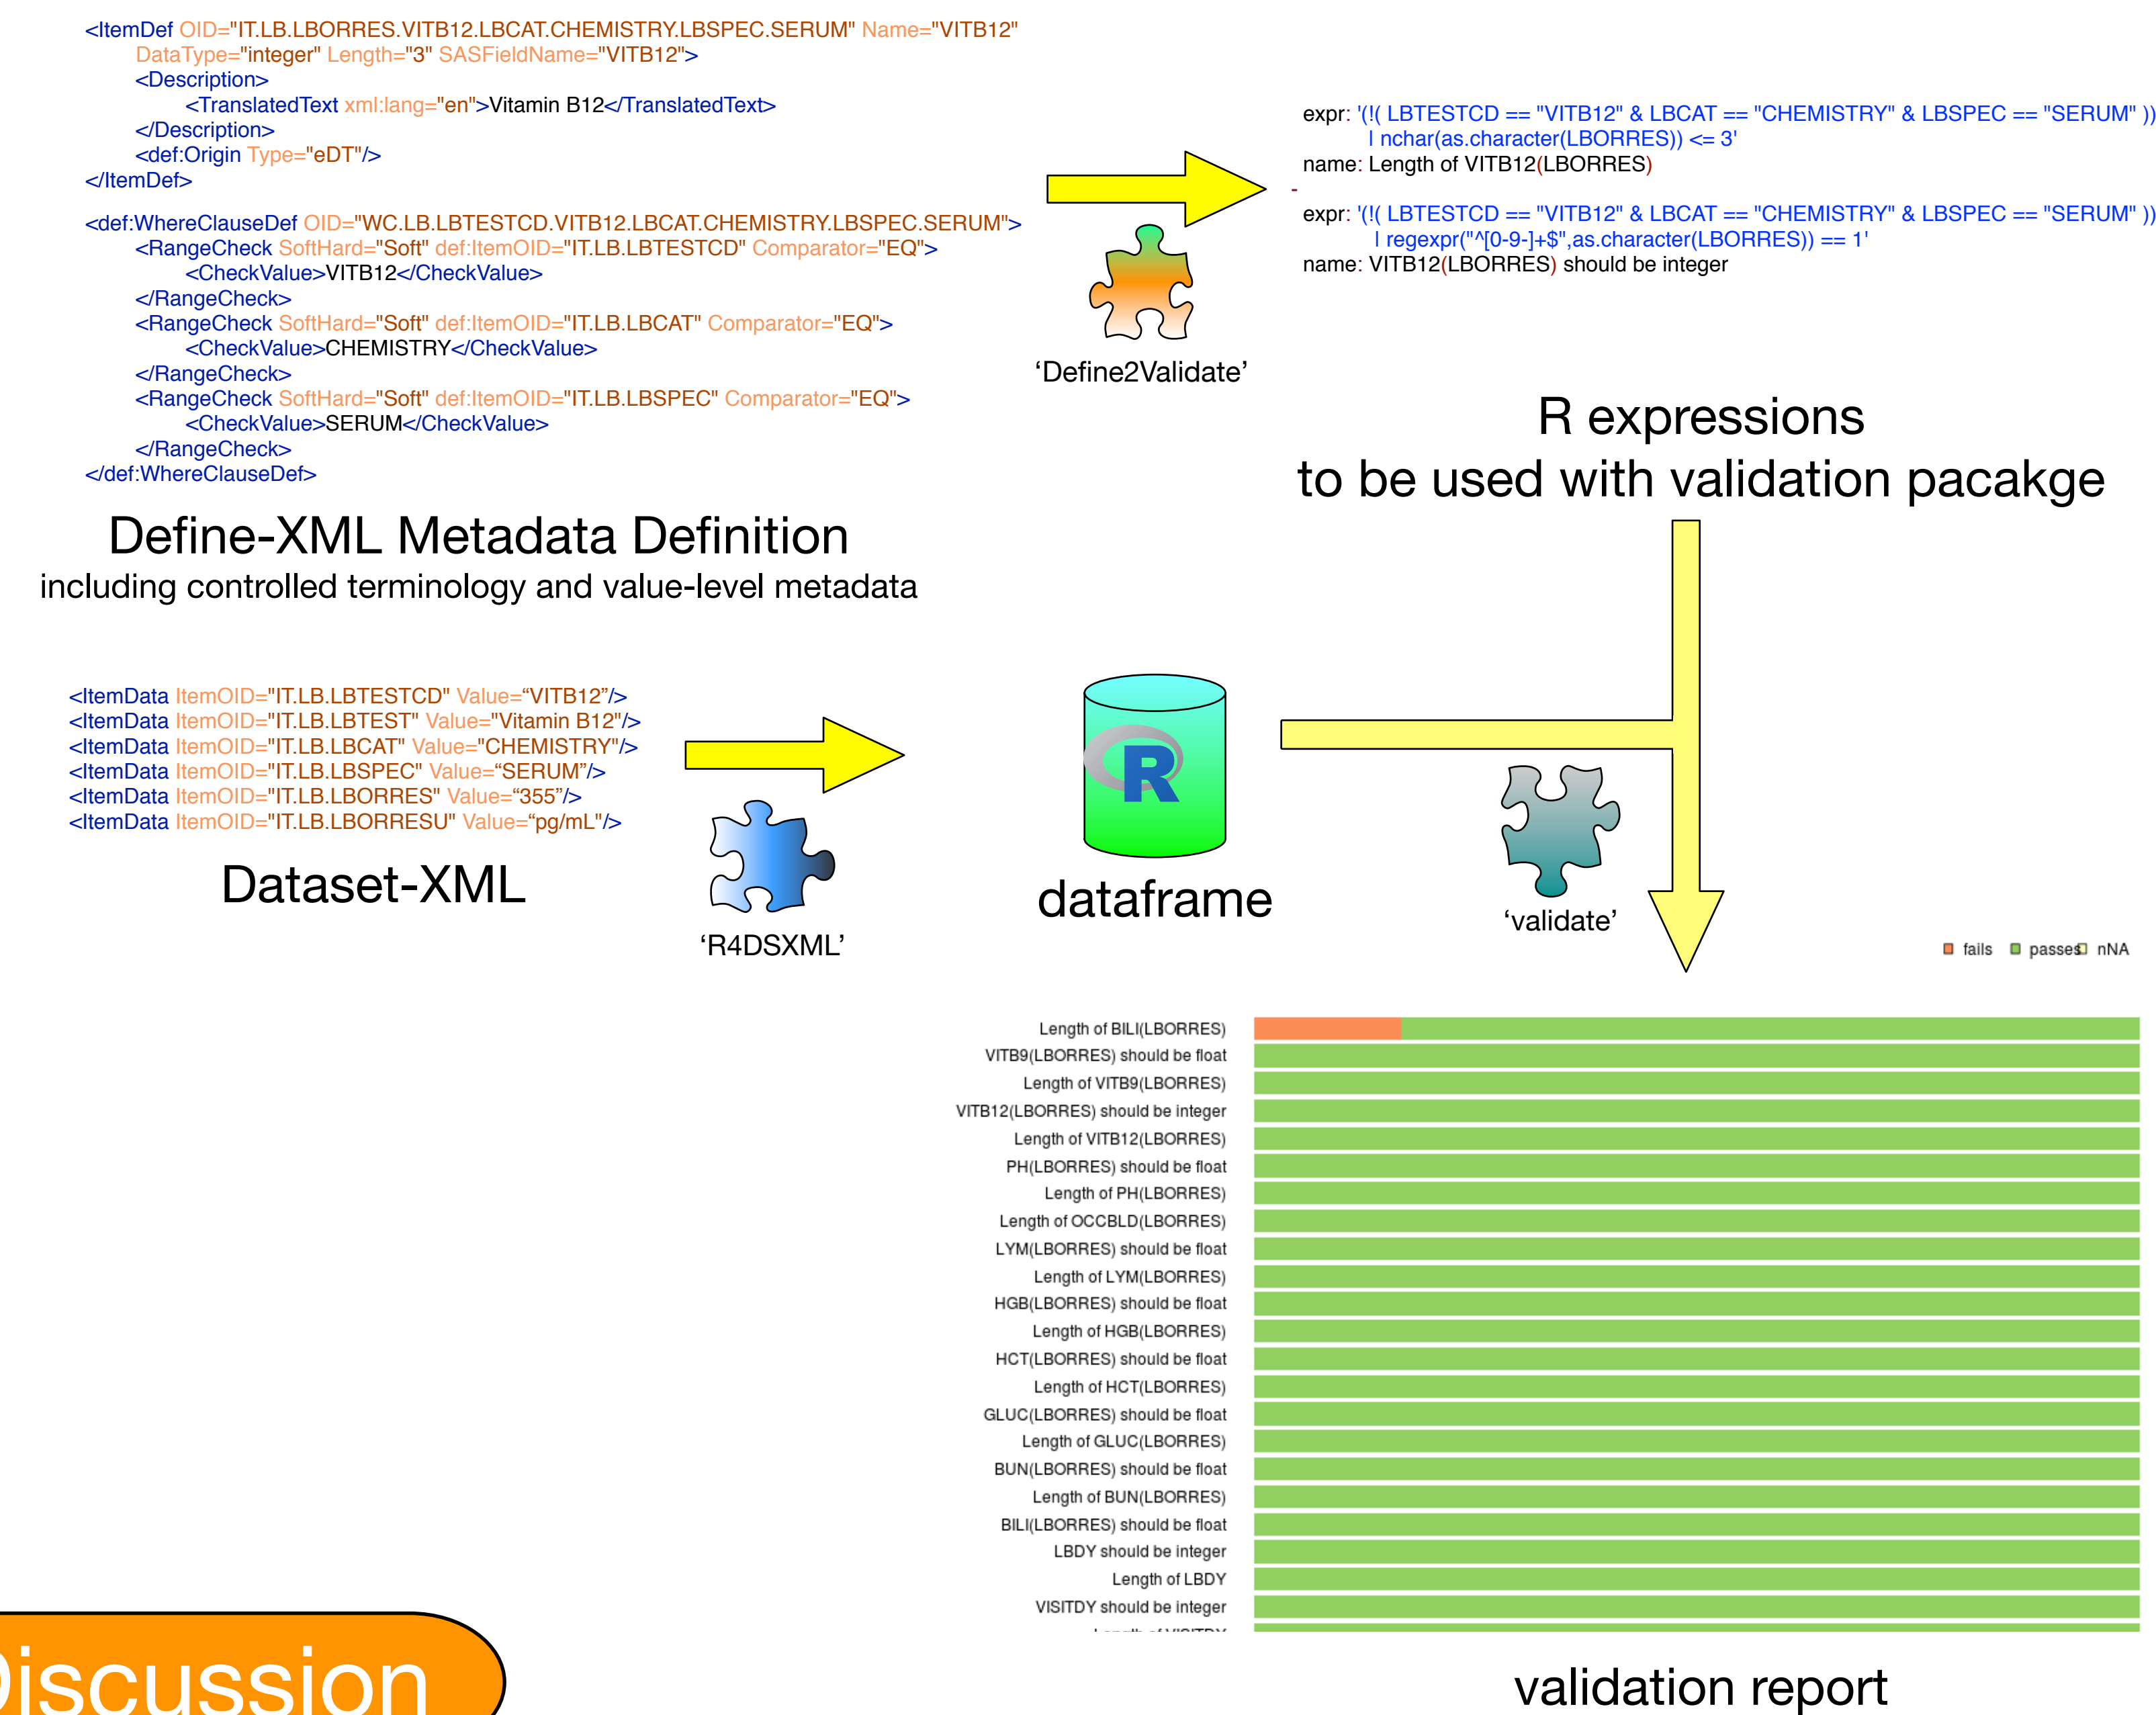 <ItemDef OID="IT.LB.LBORRES.VITB12.LBCAT.CHEMISTRY.LBSPEC.SERUM" Name="VITB12"
DataType="integer" Length="3" SASFieldName="VITB12">
<Description>
<TranslatedText xml:lang="en">Vitamin B12</TranslatedText>
</Description>
<def:Origin Type="eDT"/>
</ItemDef>
<def:WhereClauseDef OID="WC.LB.LBTESTCD.VITB12.LBCAT.CHEMISTRY.LBSPEC.SERUM">
<RangeCheck SoftHard="Soft" def:ItemOID="IT.LB.LBTESTCD" Comparator="EQ">
<CheckValue>VITB12</CheckValue>
</RangeCheck>
<RangeCheck SoftHard="Soft" def:ItemOID="IT.LB.LBCAT" Comparator="EQ">
<CheckValue>CHEMISTRY</CheckValue>
</RangeCheck>
<RangeCheck SoftHard="Soft" def:ItemOID="IT.LB.LBSPEC" Comparator="EQ">
<CheckValue>SERUM</CheckValue>
</RangeCheck>
</def:WhereClauseDef>
Define-XML Metadata Definition
including controlled terminology and value-level metadata
‘Define2Validate’
expr: '(!( LBTESTCD == "VITB12" & LBCAT == "CHEMISTRY" & LBSPEC == "SERUM" ))
| nchar(as.character(LBORRES)) <= 3'
name: Length of VITB12(LBORRES)
-
expr: '(!( LBTESTCD == "VITB12" & LBCAT == "CHEMISTRY" & LBSPEC == "SERUM" ))
| regexpr("^[0-9-]+$",as.character(LBORRES)) == 1'
name: VITB12(LBORRES) should be integer
R expressions
to be used with validation pacakge
<ItemData ItemOID="IT.LB.LBTESTCD" Value=“VITB12”/>
<ItemData ItemOID="IT.LB.LBTEST" Value="Vitamin B12"/>
<ItemData ItemOID="IT.LB.LBCAT" Value="CHEMISTRY"/>
<ItemData ItemOID="IT.LB.LBSPEC" Value=“SERUM”/>
<ItemData ItemOID="IT.LB.LBORRES" Value=“355”/>
<ItemData ItemOID="IT.LB.LBORRESU" Value=“pg/mL"/>
Dataset-XML
‘R4DSXML’
R
dataframe
‘validate’
fails passes nNA
Length of BILI(LBORRES)
VITB9(LBORRES) should be float
Length of VITB9(LBORRES)
VITB12(LBORRES) should be integer
Length of VITB12(LBORRES)
PH(LBORRES) should be float
Length of PH(LBORRES)
Length of OCCBLD(LBORRES)
LYM(LBORRES) should be float
Length of LYM(LBORRES)
HGB(LBORRES) should be float
Length of HGB(LBORRES)
HCT(LBORRES) should be float
Length of HCT(LBORRES)
GLUC(LBORRES) should be float
Length of GLUC(LBORRES)
BUN(LBORRES) should be float
Length of BUN(LBORRES)
BILI(LBORRES) should be float
LBDY should be integer
Length of LBDY
VISITDY should be integer
Length of VISITDY
validation report
Discussion